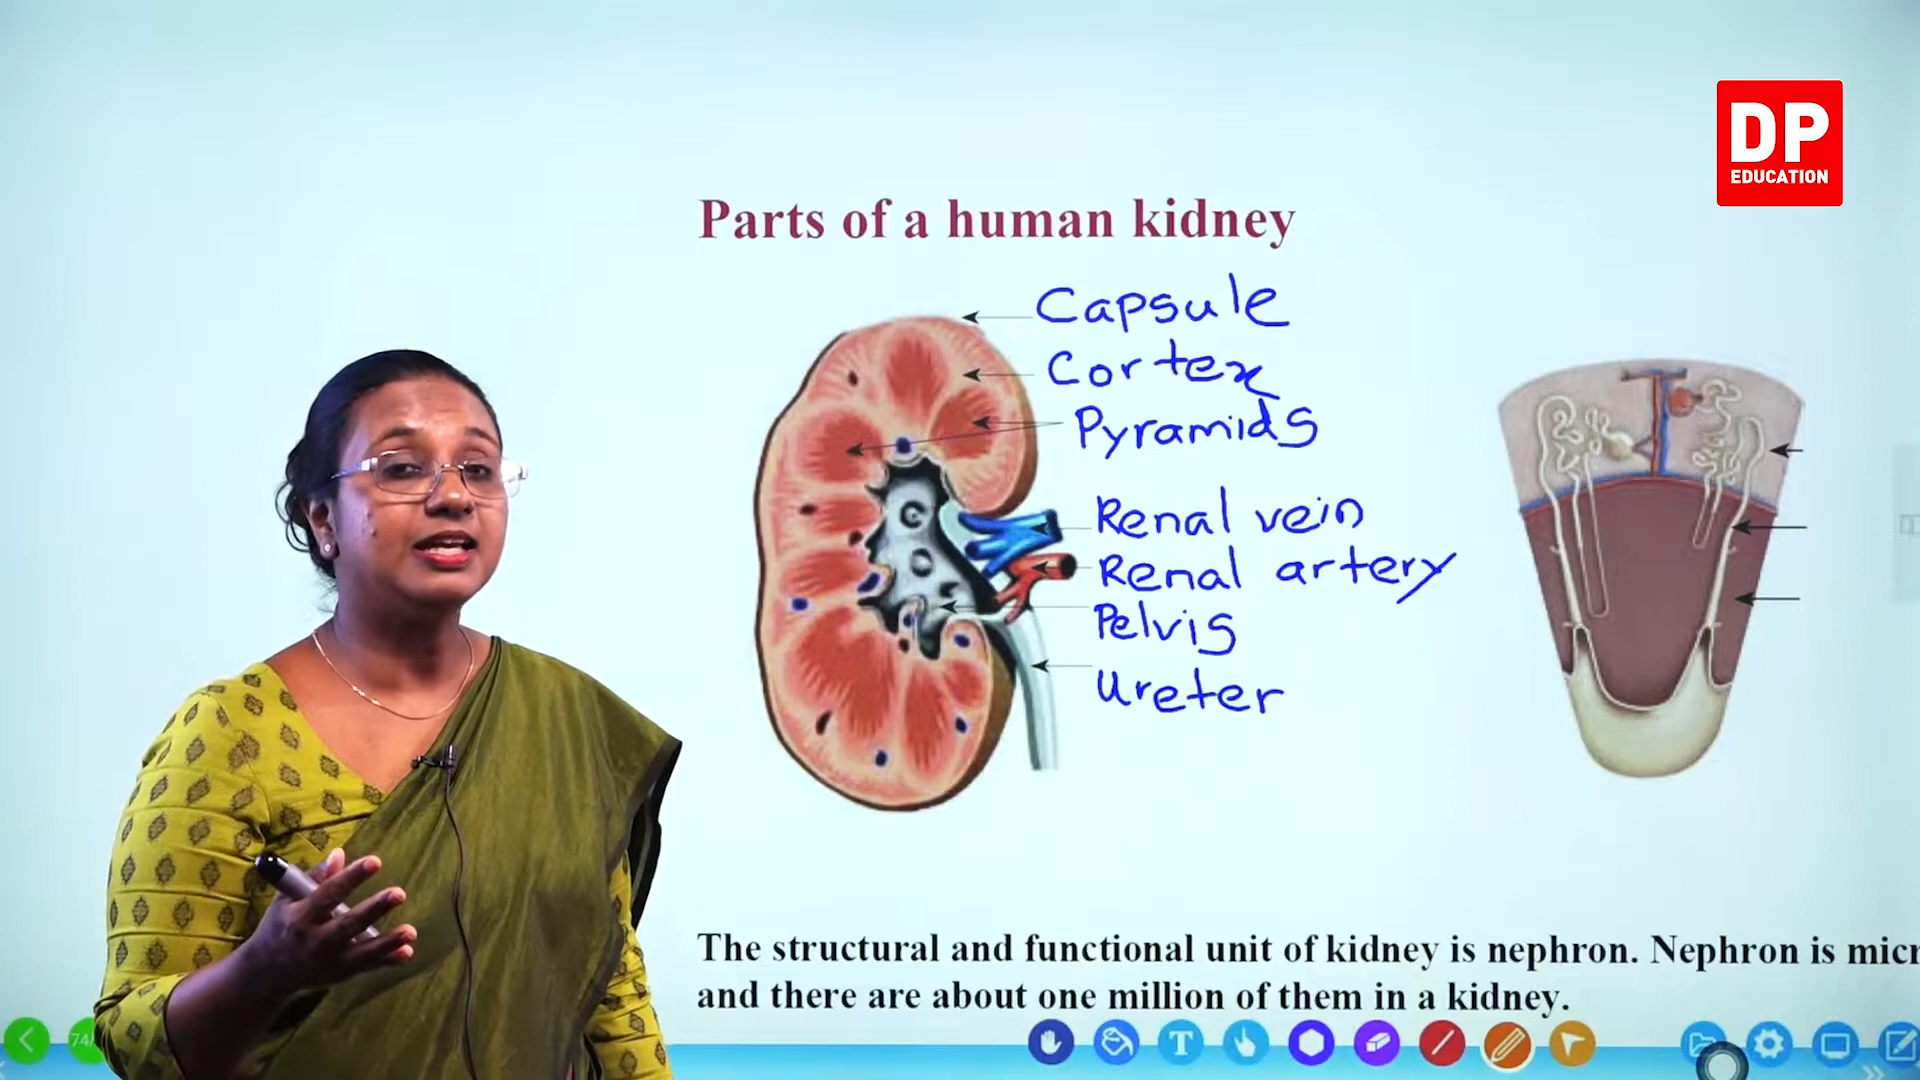 DP
EDUCATION
Parts of a human kidney
Capsule
Cortex
Pyramids
Renal vein
Renal artery
Pelvis
Ureter
The structural and functional unit of kidney is nephron. Nephron is micr
and there are about one million of them in a kidney.
74/
T